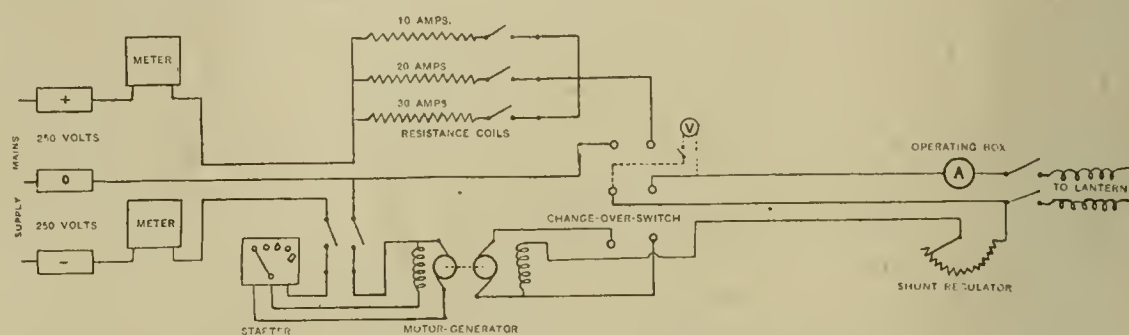 10 AMPS.
METER
20 AMPS
30 AMPS
RESISTANCE COILS
+
250 VOLTS
V
OPERATING BOX
MAINS
SUPPLY
0
A
TO LANTERN
250 VOLTS
METER
CHANGE-OVER-SWITCH
-
SHUNT REGULATOR
STARTER
MOTOR-GENERATOR